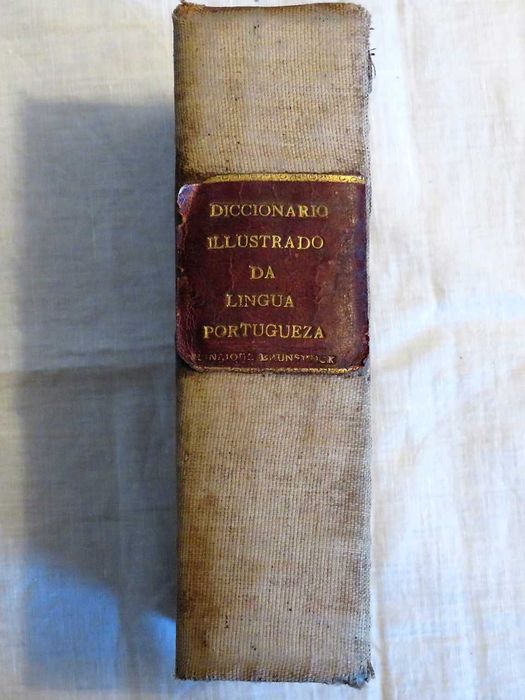 DICCIONARIO
ILLUSTRADO
DA
LINGUA
PORTUGUEZA